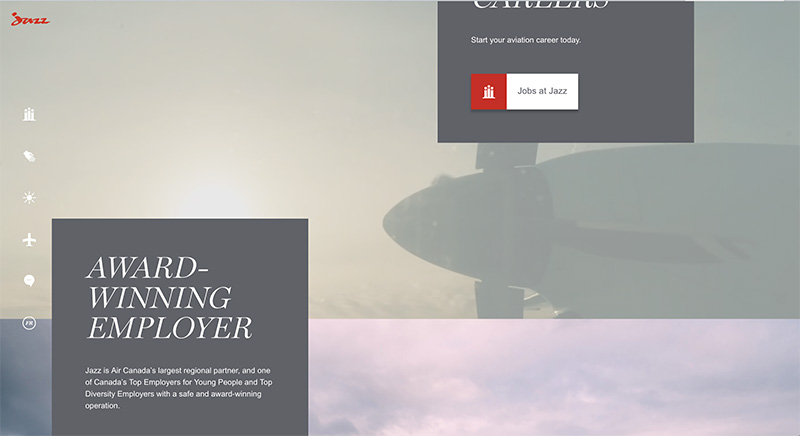 Jazz
CAREERS
Start your aviation career today.
Jobs at Jazz
AWARD-
WINNING
EMPLOYER
Jazz is Air Canada's largest regional partner, and one
of Canada's Top Employers for Young People and Top
Diversity Employers with a safe and award-winning
operation.
FR